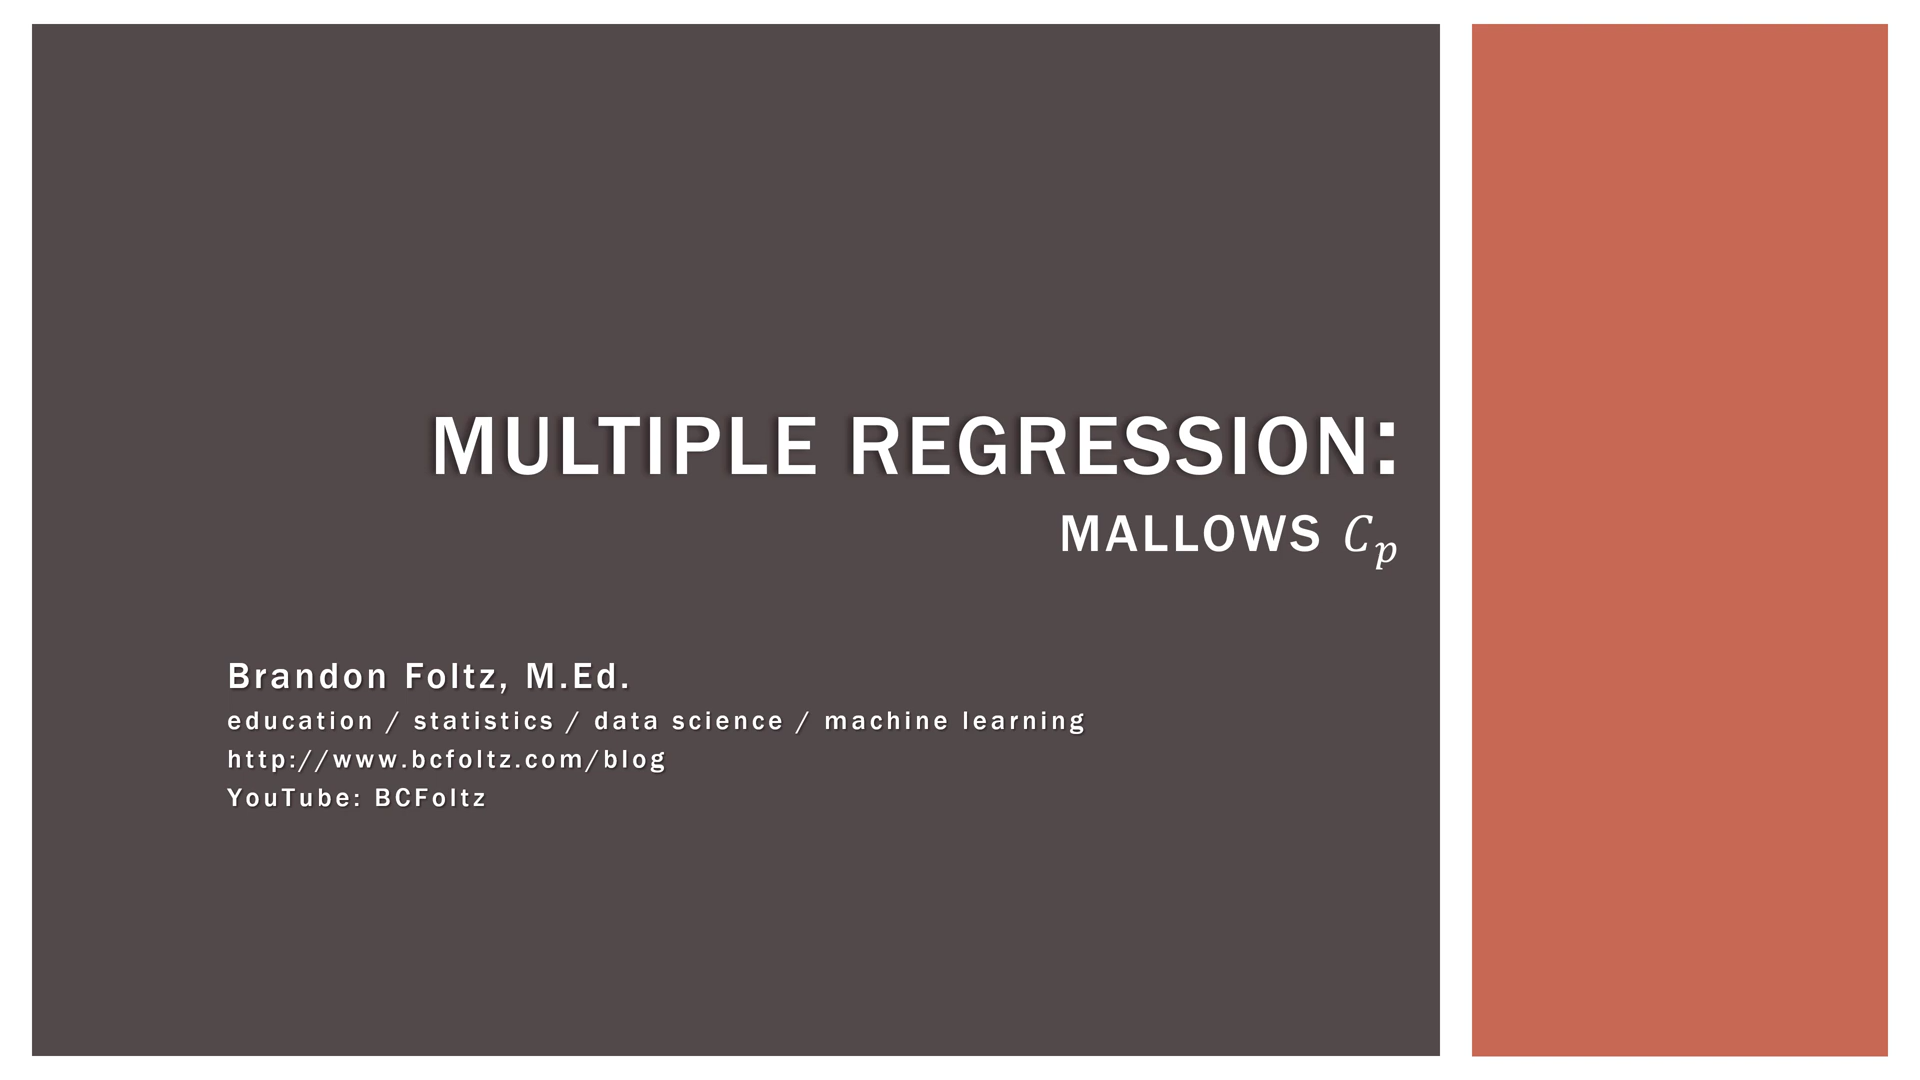 MULTIPLE REGRESSION:
MALLOWS 𝐶ₚ
Brandon Foltz, M.Ed.
education / statistics / data science / machine learning
http://www.bcfoltz.com/blog
YouTube: BCFoltz